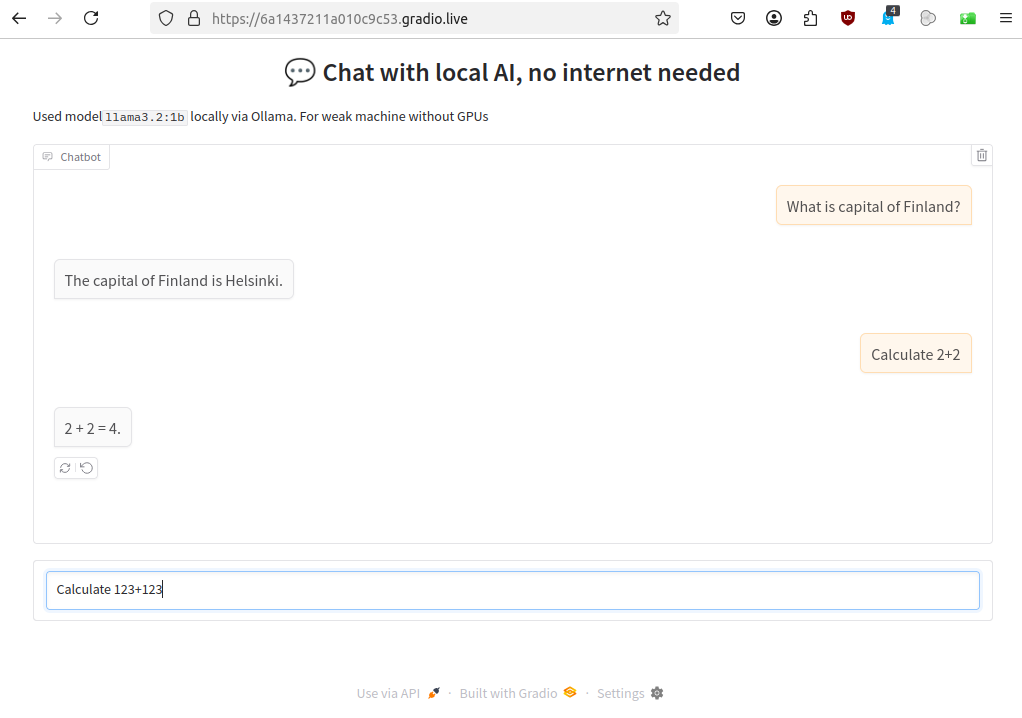 https://6a1437211a010c9c53.gradio.live
4
💬 Chat with local AI, no internet needed
Used model llama3.2:1b locally via Ollama. For weak machine without GPUs
Chatbot
What is capital of Finland?
The capital of Finland is Helsinki.
Calculate 2+2
2 + 2 = 4.
Calculate 123+123
Use via API · Built with Gradio · Settings